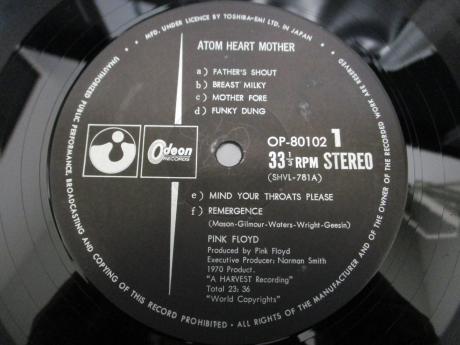 MFD. UNDER LICENCE BY TOSHIBA-EMI LTD. IN JAPAN
ATOM HEART MOTHER
a) FATHER'S SHOUT
b) BREAST MILKY
c) MOTHER FORE
d) FUNKY DUNG
Odeon
RECORDS
OP-80102 1
33⅓ RPM STEREO
(SHVL-781A)
e) MIND YOUR THROATS PLEASE
f) REMERGENCE
(Mason-Gilmour-Waters-Wright-Geesin)
PINK FLOYD
Produced by Pink Floyd
Executive Producer: Norman Smith
1970 Product.
"A HARVEST Recording"
Total 23: 36
"World Copyrights"
UNAUTHORIZED PUBLIC PERFORMANCE, BROADCASTING AND COPYING OF THIS RECORD PROHIBITED • ALL RIGHTS OF THE MANUFACTURER AND OF THE OWNER OF THE RECORDED WORK ARE RESERVED